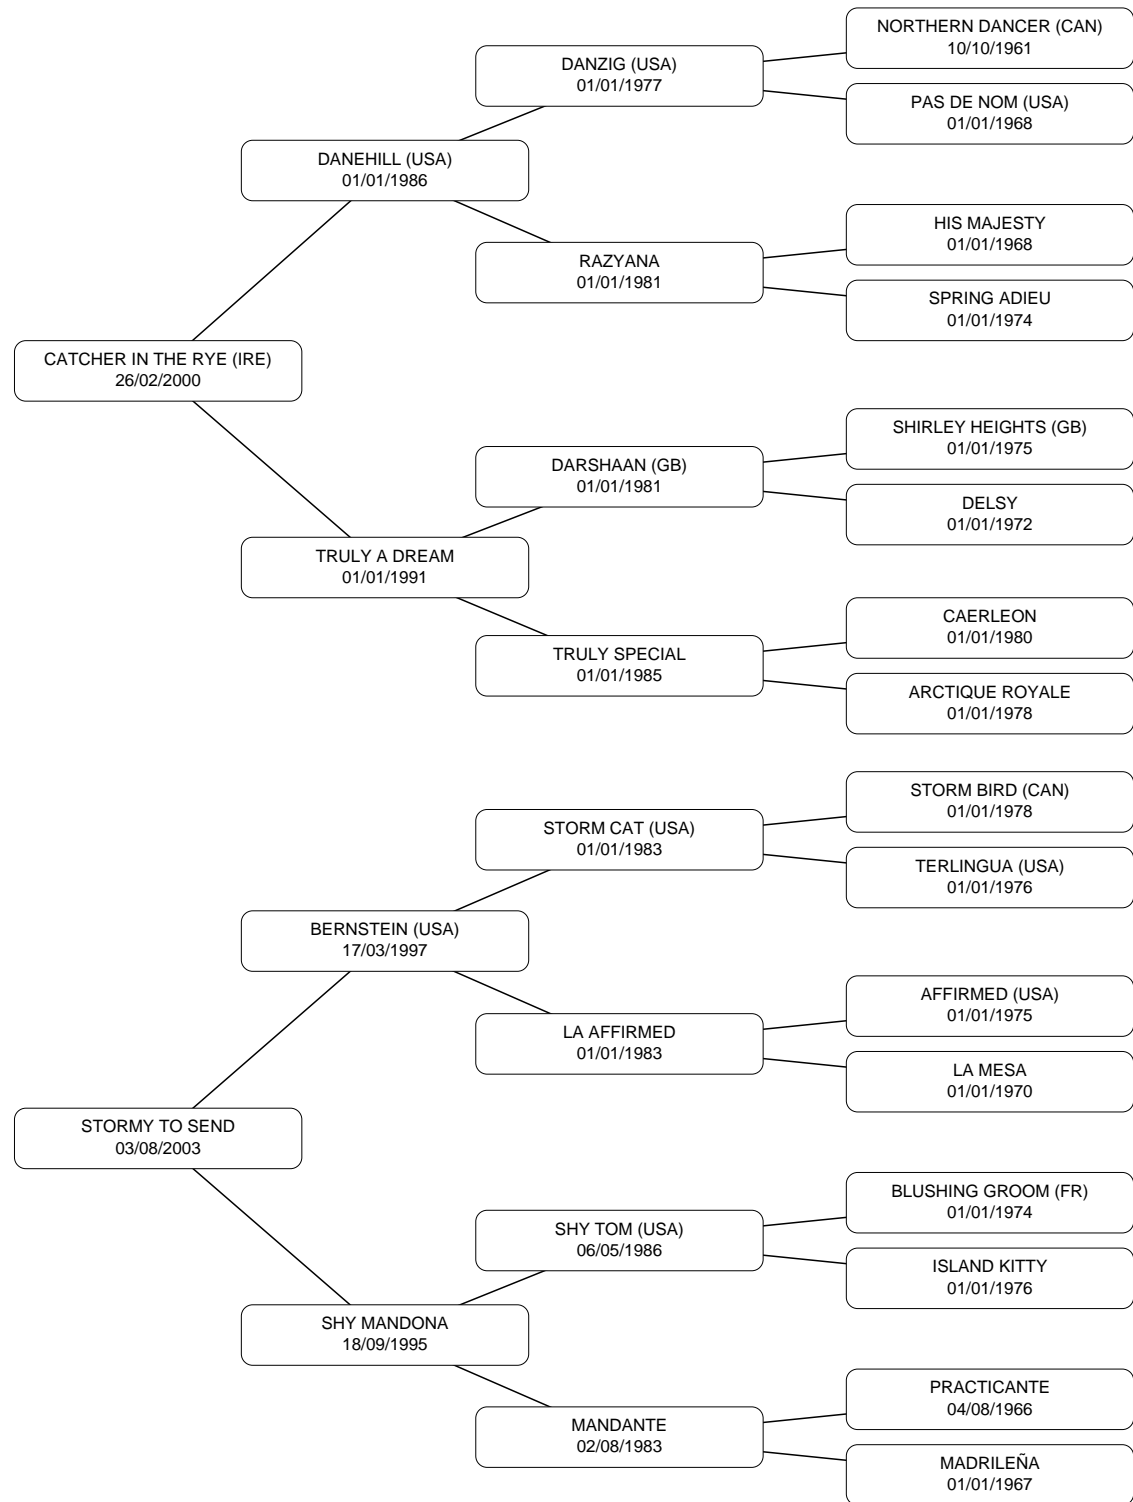 NORTHERN DANCER (CAN)
10/10/1961
DANZIG (USA)
01/01/1977
PAS DE NOM (USA)
01/01/1968
DANEHILL (USA)
01/01/1986
HIS MAJESTY
01/01/1968
RAZYANA
01/01/1981
SPRING ADIEU
01/01/1974
CATCHER IN THE RYE (IRE)
26/02/2000
SHIRLEY HEIGHTS (GB)
01/01/1975
DARSHAAN (GB)
01/01/1981
DELSY
01/01/1972
TRULY A DREAM
01/01/1991
CAERLEON
01/01/1980
TRULY SPECIAL
01/01/1985
ARCTIQUE ROYALE
01/01/1978
STORM BIRD (CAN)
01/01/1978
STORM CAT (USA)
01/01/1983
TERLINGUA (USA)
01/01/1976
BERNSTEIN (USA)
17/03/1997
AFFIRMED (USA)
01/01/1975
LA AFFIRMED
01/01/1983
LA MESA
01/01/1970
STORMY TO SEND
03/08/2003
BLUSHING GROOM (FR)
01/01/1974
SHY TOM (USA)
06/05/1986
ISLAND KITTY
01/01/1976
SHY MANDONA
18/09/1995
PRACTICANTE
04/08/1966
MANDANTE
02/08/1983
MADRILEÑA
01/01/1967